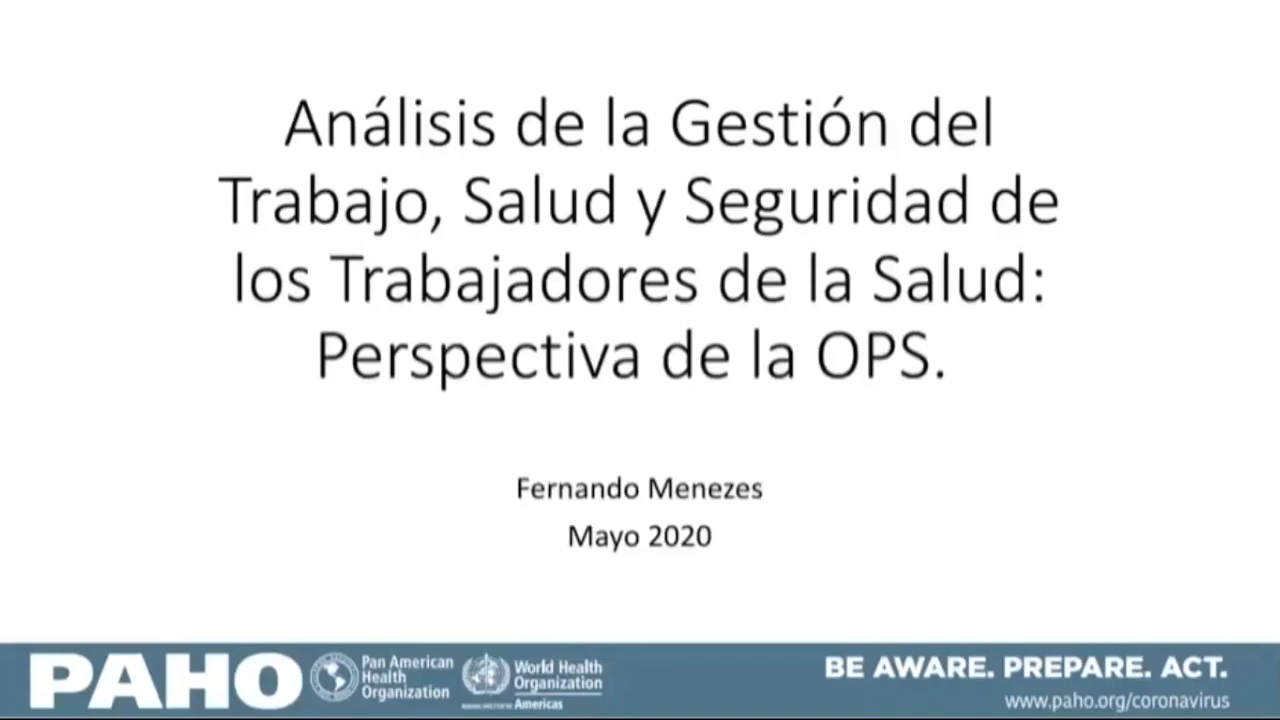 Análisis de la Gestión del
Trabajo, Salud y Seguridad de
los Trabajadores de la Salud:
Perspectiva de la OPS.
Fernando Menezes
Mayo 2020
PAHO
Pan American
Health
Organization
World Health
Organization
Americas
BE AWARE. PREPARE. ACT.
www.paho.org/coronavirus